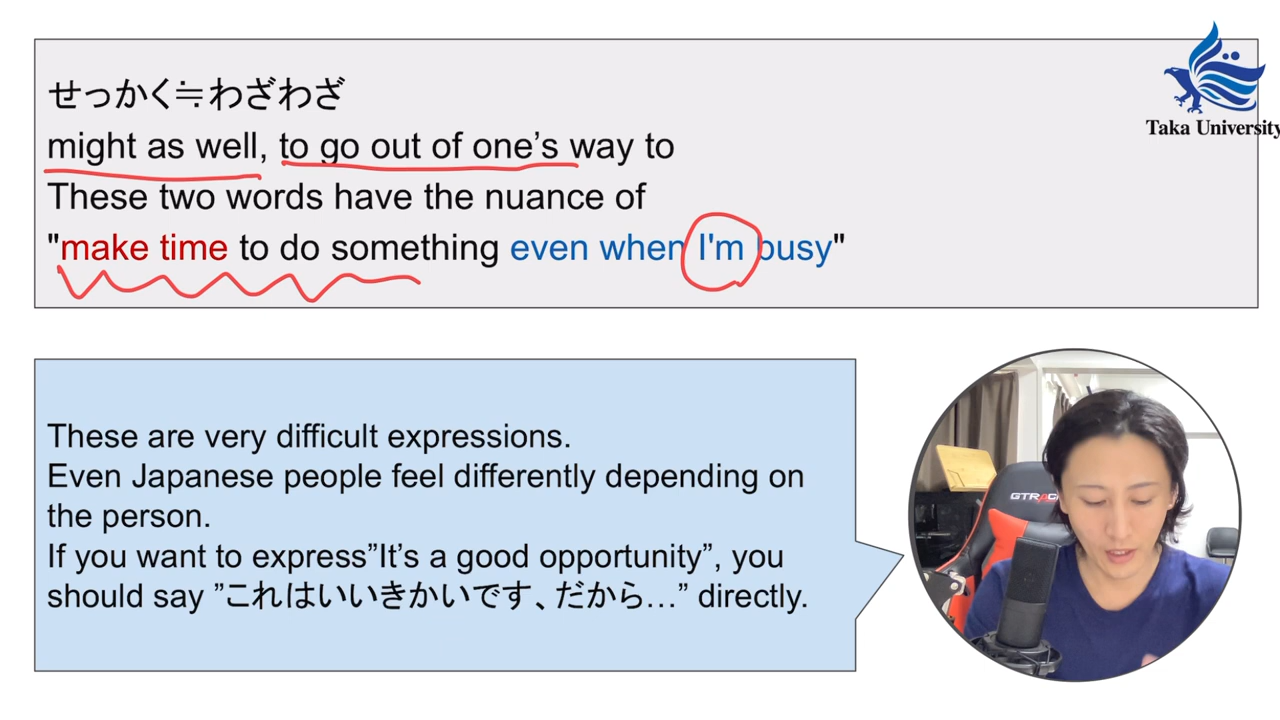 せっかく≒わざわざ
might as well, to go out of one’s way to
These two words have the nuance of
"make time to do something even when I'm busy"
Taka University
These are very difficult expressions.
Even Japanese people feel differently depending on
the person.
If you want to express”It’s a good opportunity”, you
should say ”これはいいきかいです、だから…” directly.